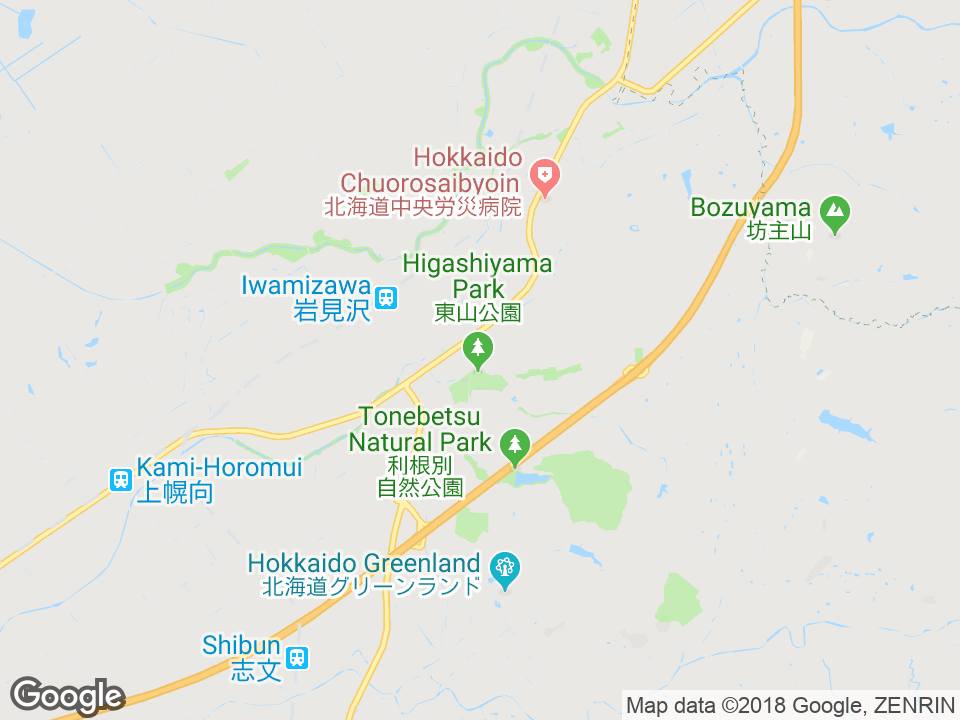 Hokkaido
Chuorosaibyoin
北海道中央労災病院
Bozuyama
坊主山
Higashiyama
Park
東山公園
Iwamizawa
岩見沢
Tonebetsu
Natural Park
利根別
自然公園
Kami-Horomui
上幌向
Hokkaido Greenland
北海道グリーンランド
Shibun
志文
Google
Map data ©2018 Google, ZENRIN